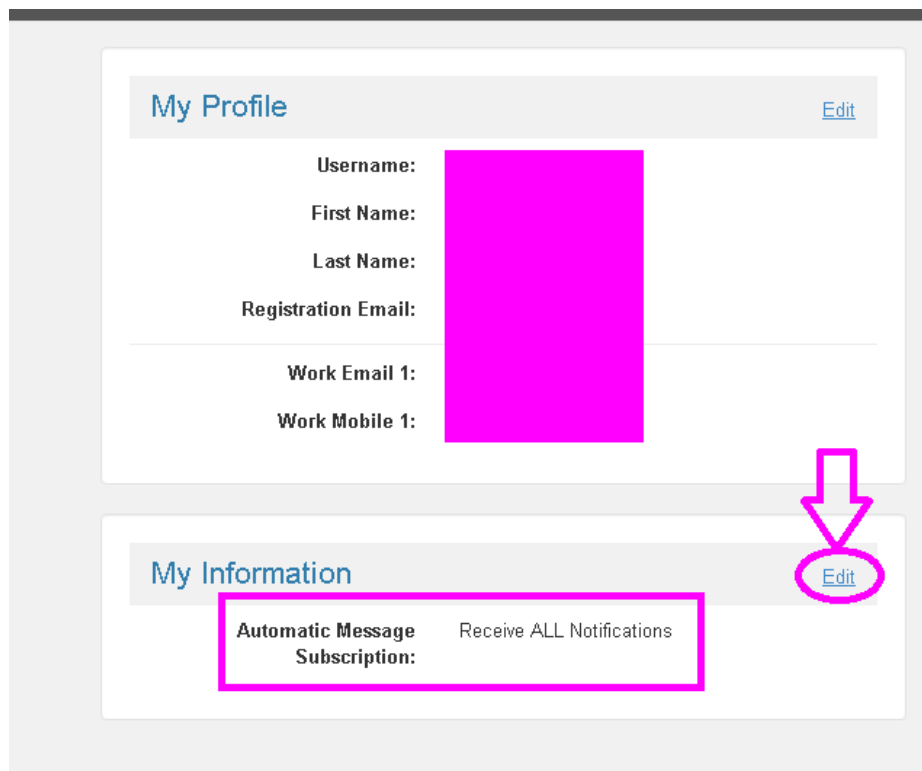 My Profile Edit
Username:
First Name:
Last Name:
Registration Email:
Work Email 1:
Work Mobile 1:
My Information Edit
Automatic Message Receive ALL Notifications
Subscription: